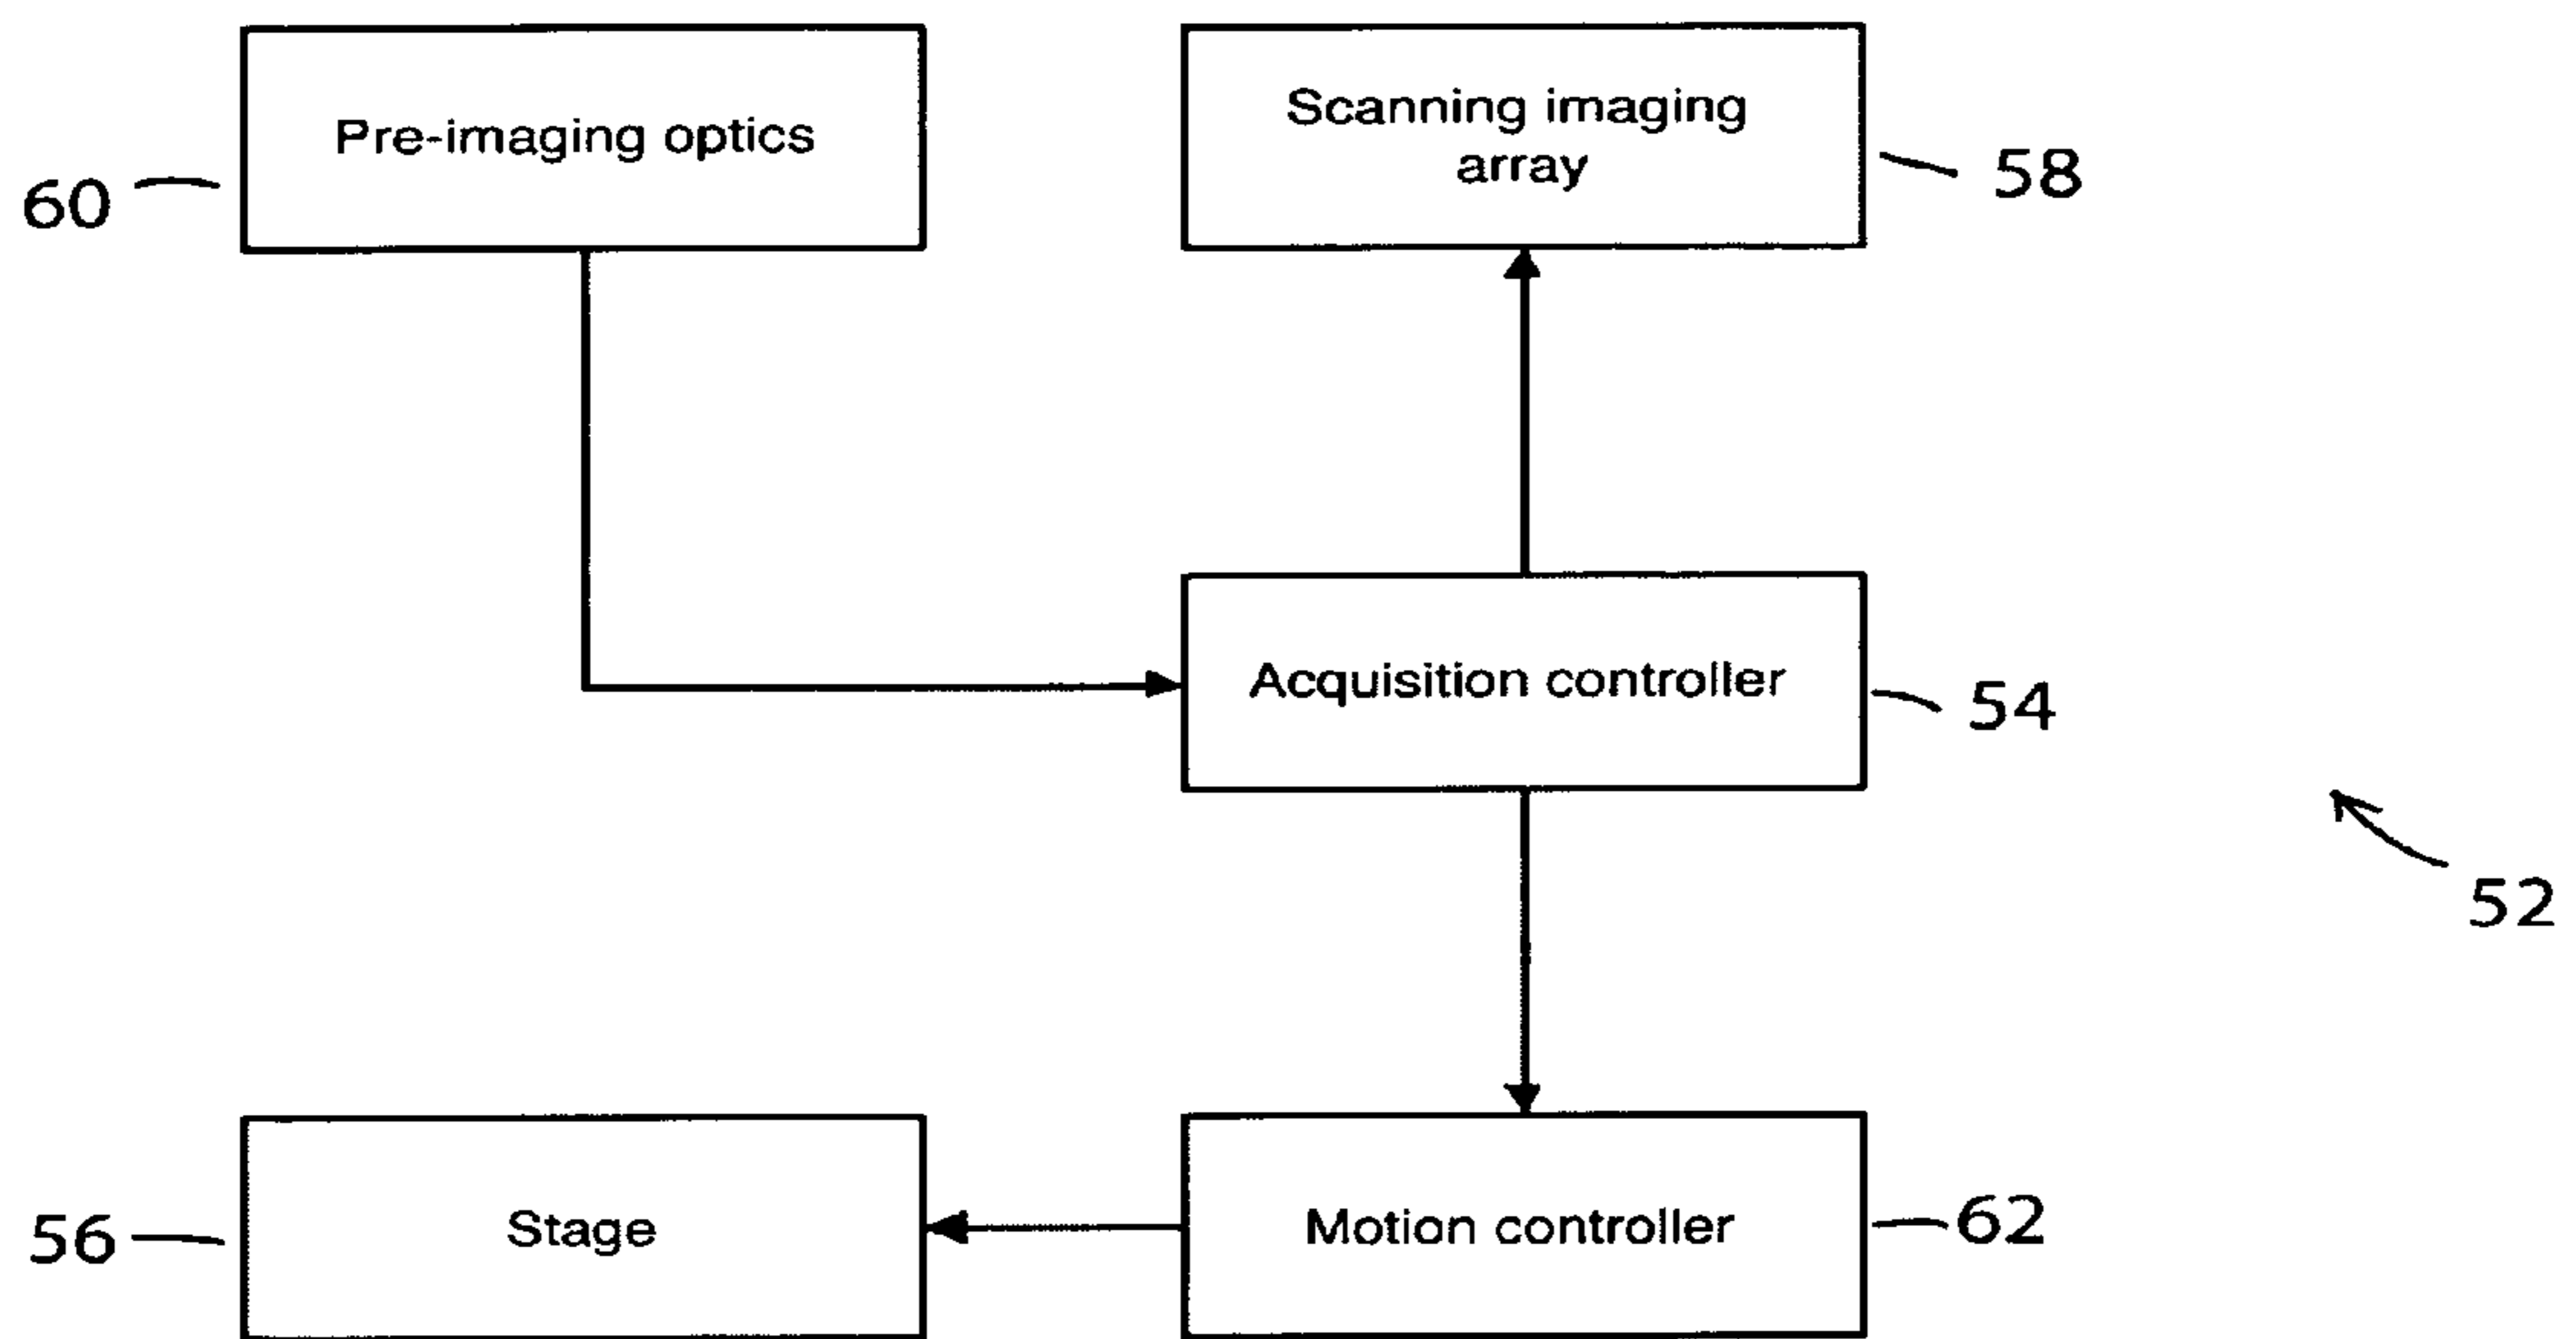 Pre-imaging optics
60
Scanning imaging
array
58
Acquisition controller
54
52
Stage
56
Motion controller
62